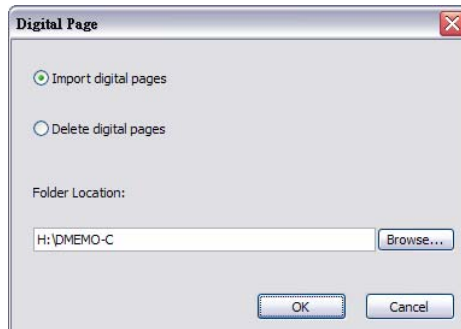 Digital Page
Import digital pages
Delete digital pages
Folder Location:
H:\DMEMO-C
Browse...
OK
Cancel